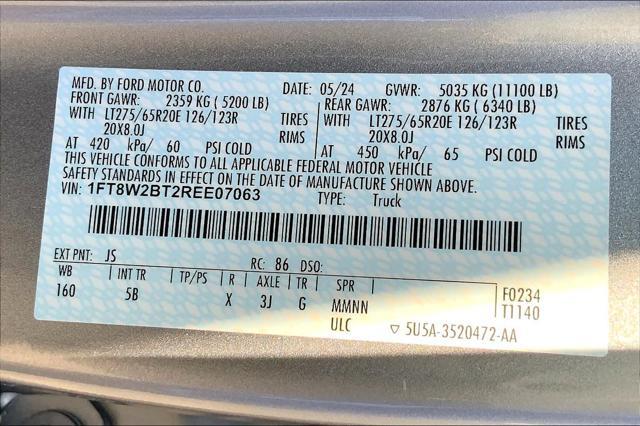 MFD. BY FORD MOTOR CO. DATE: 05/24 GVWR: 5035 KG (11100 LB)
FRONT GAWR: 2359 KG ( 5200 LB) REAR GAWR: 2876 KG ( 6340 LB)
WITH LT275/65R20E 126/123R TIRES WITH LT275/65R20E 126/123R TIRES
20X8.0J RIMS 20X8.0J RIMS
AT 420 kPa/ 60 PSI COLD AT 450 kPa/ 65 PSI COLD
THIS VEHICLE CONFORMS TO ALL APPLICABLE FEDERAL MOTOR VEHICLE
SAFETY STANDARDS IN EFFECT ON THE DATE OF MANUFACTURE SHOWN ABOVE.
VIN: 1FT8W2BT2REE07063 TYPE: Truck
EXT PNT: JS RC: 86 DSO:
WB INT TR TP/PS R AXLE TR SPR F0234
160 5B X 3J G MMNN T1140
ULC ▽ 5U5A-3520472-AA